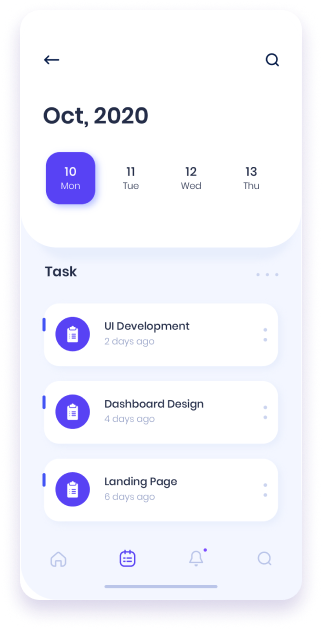 Oct, 2020
10 11 12 13
Mon Tue Wed Thu
Task
UI Development
2 days ago
Dashboard Design
4 days ago
Landing Page
6 days ago